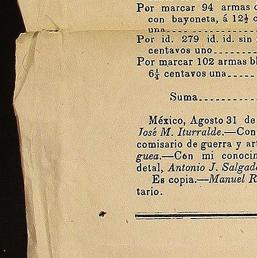 Por marcar 94 armas
con bayoneta, á 12½
una
Por id. 279 id. id. sin
centavos uno
Por marcar 102 armas
6¼ centavos una
Suma
México, Agosto 31 de
José M. Iturralde.—Con
comisario de guerra y
guea.—Con mi
detal, Antonio J.
Es copia.—Manuel
tario.